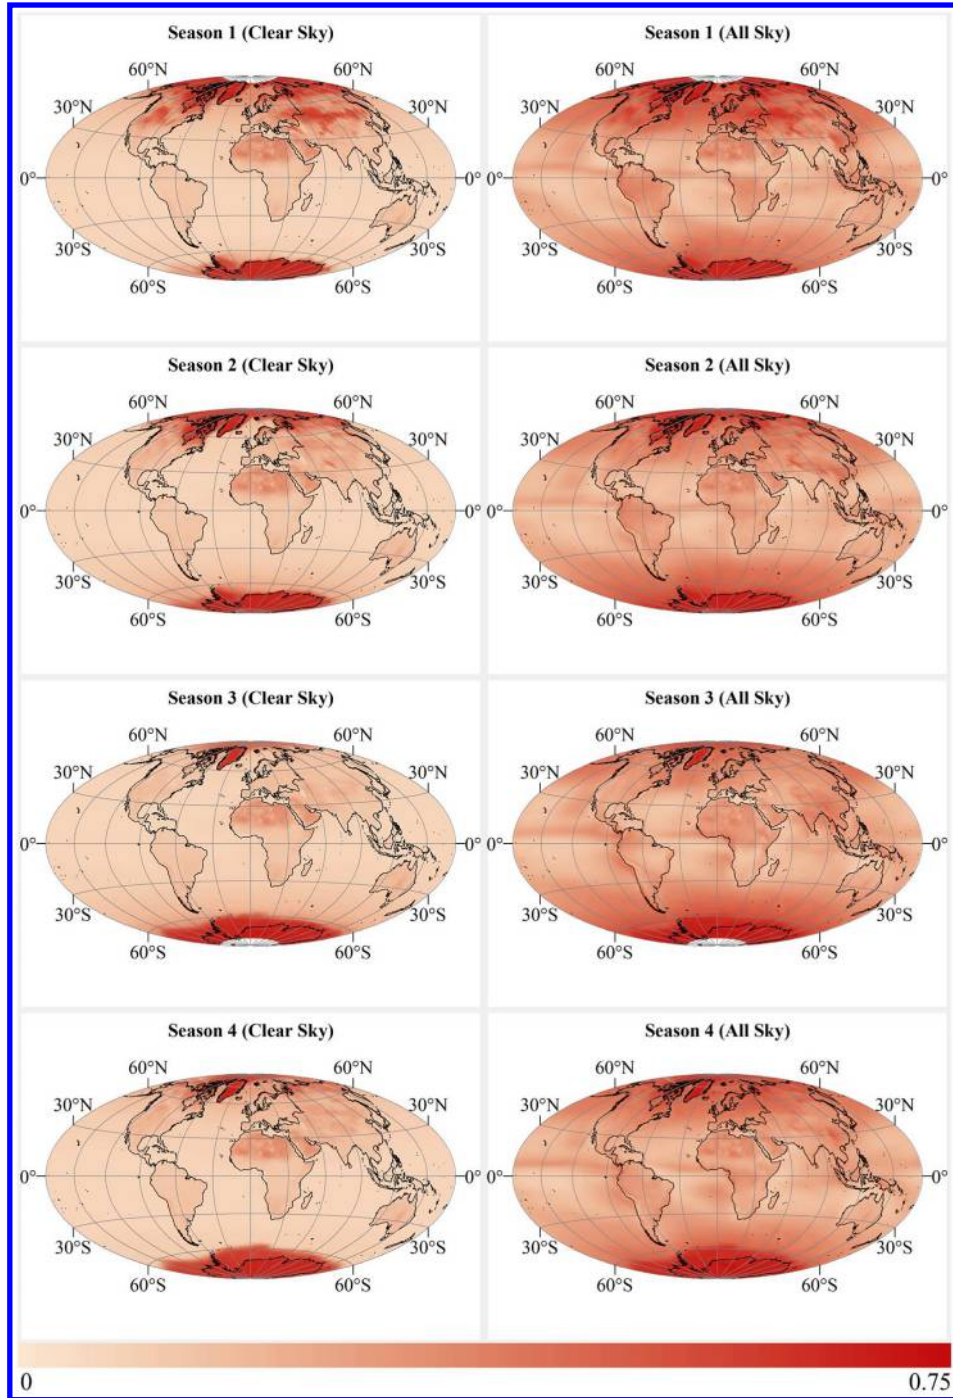 Season 1 (Clear Sky)
Season 1 (All Sky)
60°N 60°N 60°N 60°N
30°N 30°N 30°N 30°N
0° 0° 0° 0°
30°S 30°S 30°S 30°S
60°S 60°S 60°S 60°S
Season 2 (Clear Sky)
Season 2 (All Sky)
60°N 60°N 60°N 60°N
30°N 30°N 30°N 30°N
0° 0° 0° 0°
30°S 30°S 30°S 30°S
60°S 60°S 60°S 60°S
Season 3 (Clear Sky)
Season 3 (All Sky)
60°N 60°N 60°N 60°N
30°N 30°N 30°N 30°N
0° 0° 0° 0°
30°S 30°S 30°S 30°S
60°S 60°S 60°S 60°S
Season 4 (Clear Sky)
Season 4 (All Sky)
60°N 60°N 60°N 60°N
30°N 30°N 30°N 30°N
0° 0° 0° 0°
30°S 30°S 30°S 30°S
60°S 60°S 60°S 60°S
0 0.75